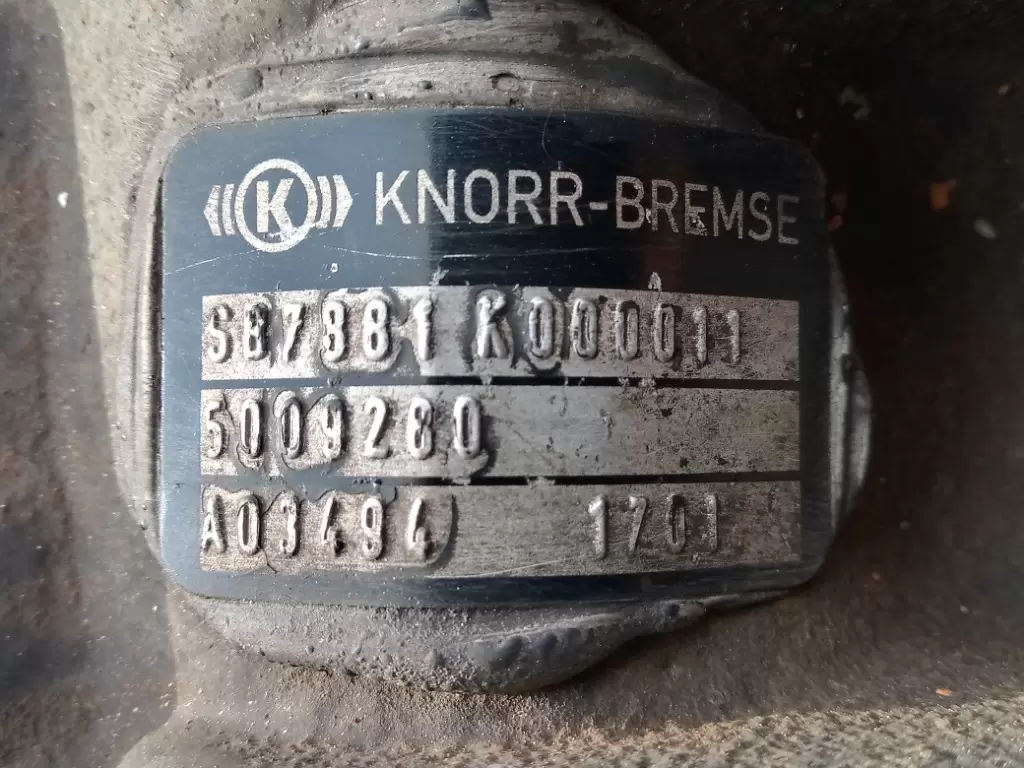 K KNORR-BREMSE
SB7881 K000011
5009280
A03494 1701